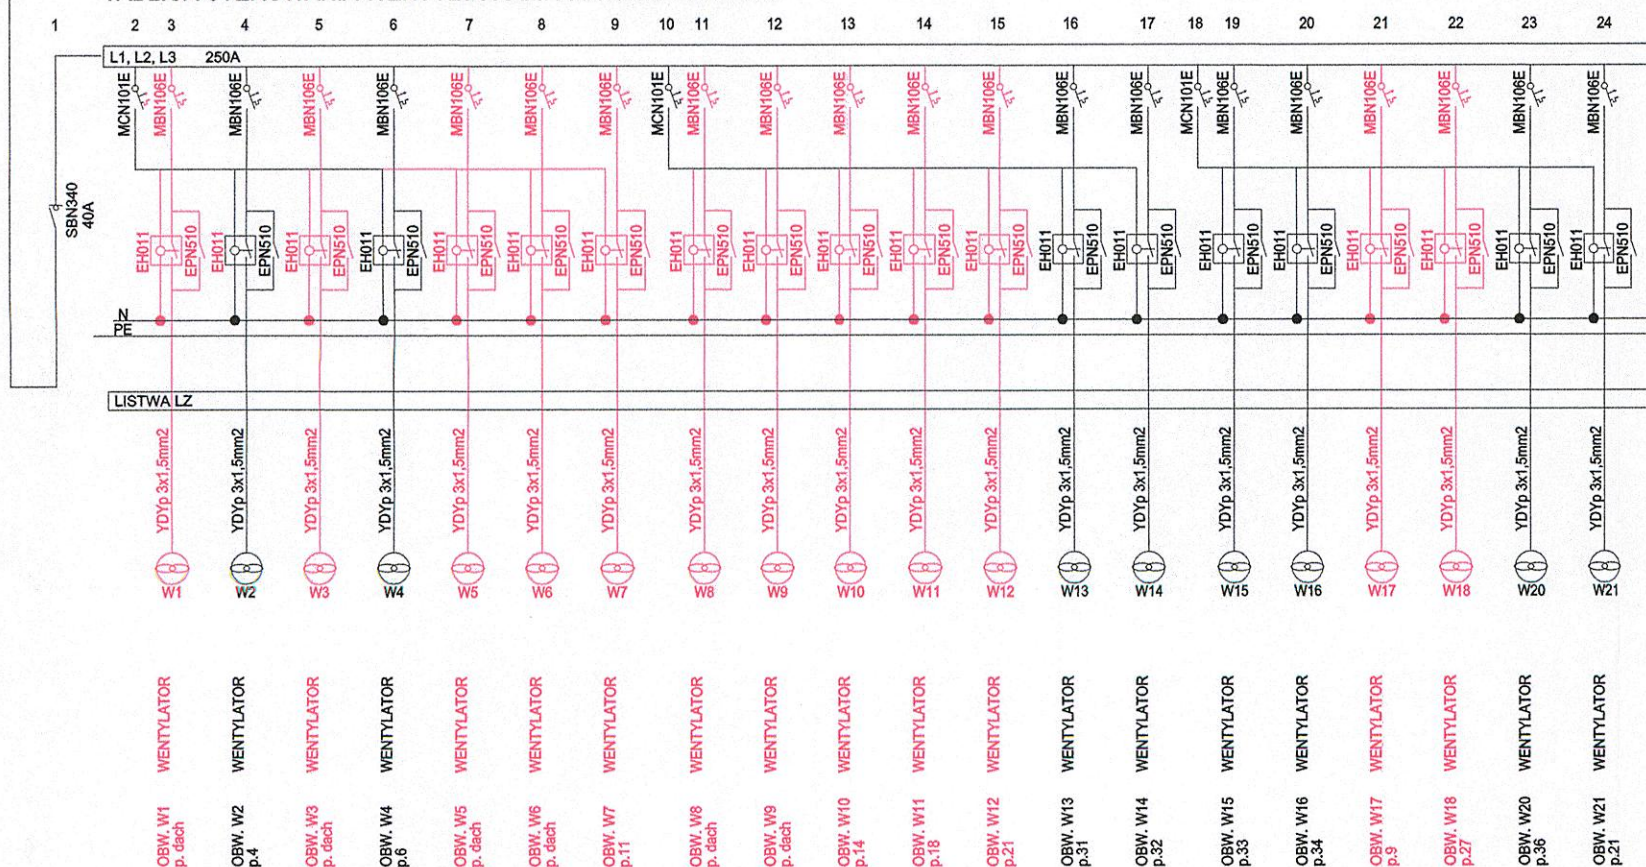 1 2 3 4 5 6 7 8 9 10 11 12 13 14 15 16 17 18 19 20 21 22 23 24
L1, L2, L3 250A
MCN101E MBN106E MBN106E MBN106E MBN106E MBN106E MBN106E MBN106E MCN101E MBN106E MBN106E MBN106E MBN106E MBN106E MBN106E MBN106E MCN101E MBN106E MBN106E MBN106E MBN106E MBN106E MBN106E
SBN340
40A
EH011 EPN510 EH011 EPN510 EH011 EPN510 EH011 EPN510 EH011 EPN510 EH011 EPN510 EH011 EPN510 EH011 EPN510 EH011 EPN510 EH011 EPN510 EH011 EPN510 EH011 EPN510 EH011 EPN510 EH011 EPN510 EH011 EPN510 EH011 EPN510 EH011 EPN510 EH011 EPN510 EH011 EPN510 EH011 EPN510
N
PE
LISTWA LZ
YDYp 3x1,5mm2 YDYp 3x1,5mm2 YDYp 3x1,5mm2 YDYp 3x1,5mm2 YDYp 3x1,5mm2 YDYp 3x1,5mm2 YDYp 3x1,5mm2 YDYp 3x1,5mm2 YDYp 3x1,5mm2 YDYp 3x1,5mm2 YDYp 3x1,5mm2 YDYp 3x1,5mm2 YDYp 3x1,5mm2 YDYp 3x1,5mm2 YDYp 3x1,5mm2 YDYp 3x1,5mm2 YDYp 3x1,5mm2 YDYp 3x1,5mm2 YDYp 3x1,5mm2 YDYp 3x1,5mm2
W1 W2 W3 W4 W5 W6 W7 W8 W9 W10 W11 W12 W13 W14 W15 W16 W17 W18 W20 W21
OBW. W1 WENTYLATOR
p. dach
OBW. W2 WENTYLATOR
p.4
OBW. W3 WENTYLATOR
p. dach
OBW. W4 WENTYLATOR
p.6
OBW. W5 WENTYLATOR
p. dach
OBW. W6 WENTYLATOR
p. dach
OBW. W7 WENTYLATOR
p.11
OBW. W8 WENTYLATOR
p. dach
OBW. W9 WENTYLATOR
p. dach
OBW. W10 WENTYLATOR
p.14
OBW. W11 WENTYLATOR
p.18
OBW. W12 WENTYLATOR
p.21
OBW. W13 WENTYLATOR
p.31
OBW. W14 WENTYLATOR
p.32
OBW. W15 WENTYLATOR
p.33
OBW. W16 WENTYLATOR
p.34
OBW. W17 WENTYLATOR
p.9
OBW. W18 WENTYLATOR
p.27
OBW. W20 WENTYLATOR
p.36
OBW. W21 WENTYLATOR
p.21